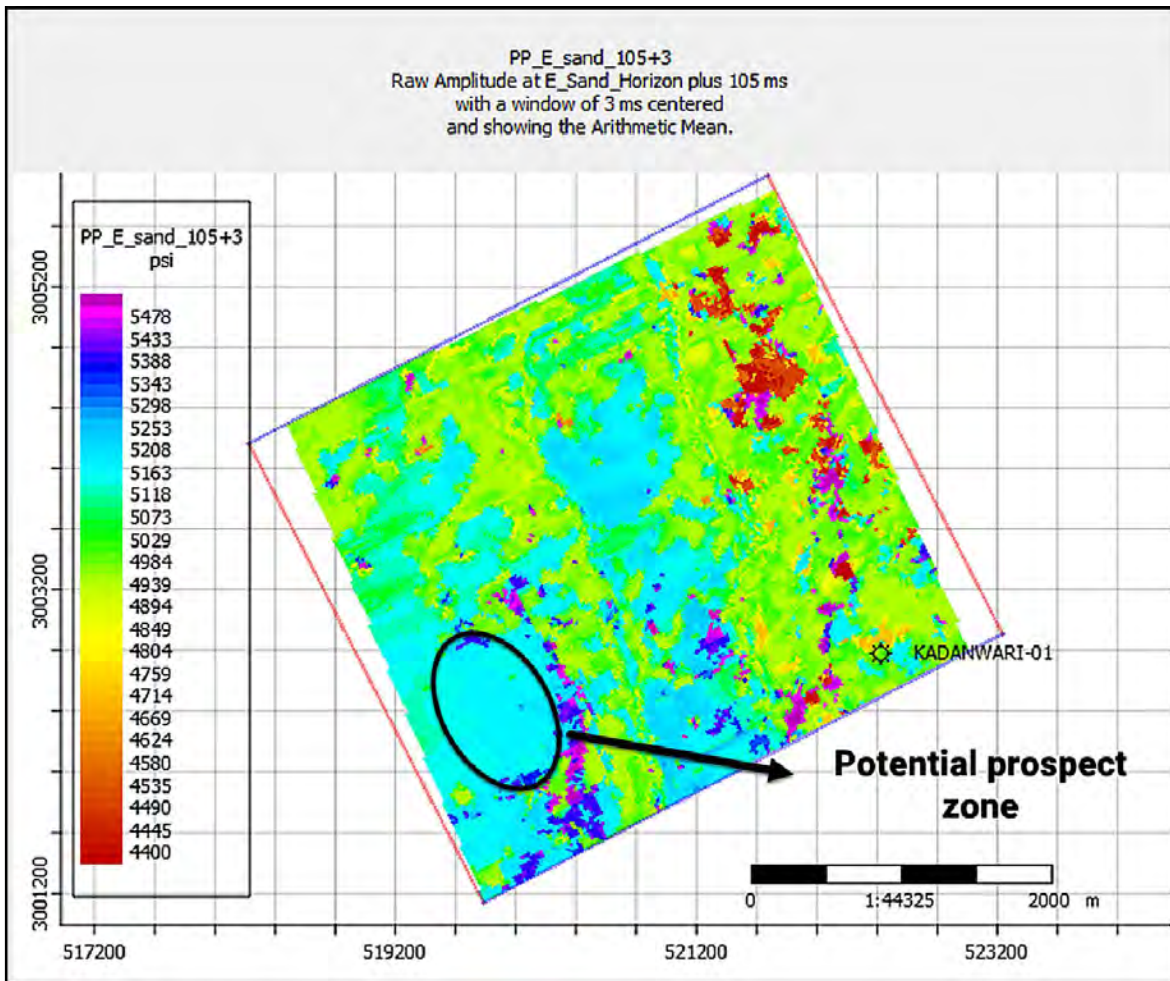 PP_E_sand_105+3
Raw Amplitude at E_Sand_Horizon plus 105 ms
with a window of 3 ms centered
and showing the Arithmetic Mean.
PP_E_sand_105+3
psi
5478
5433
5388
5343
5298
5253
5208
5163
5118
5073
5029
4984
4939
4894
4849
4804
4759
4714
4669
4624
4580
4535
4490
4445
4400
3005200
3003200
3001200
KADANWARI-01
Potential prospect
zone
0 1:44325 2000 m
517200 519200 521200 523200